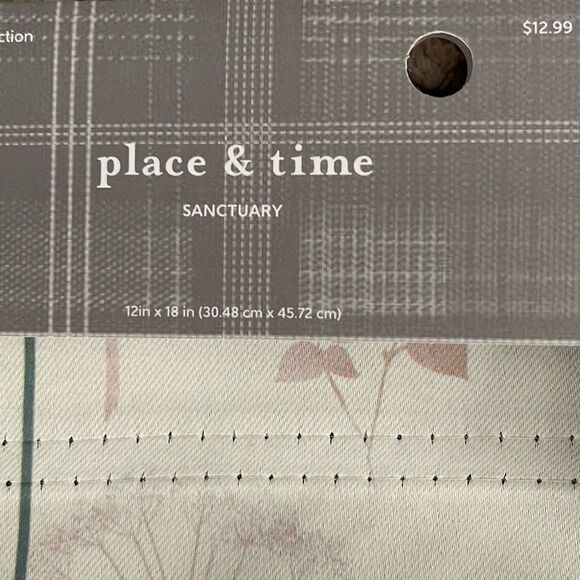 ction
$12.99
place & time
SANCTUARY
12in x 18 in (30.48 cm x 45.72 cm)